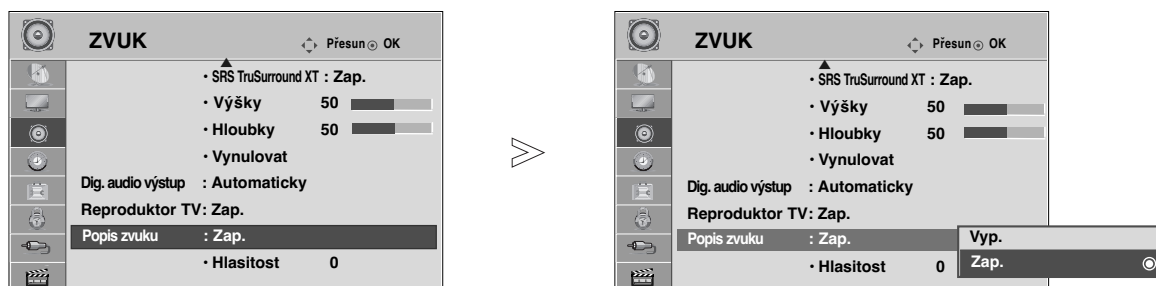 ZVUK Přesun OK
• SRS TruSurround XT : Zap.
• Výšky 50
• Hloubky 50
• Vynulovat
Dig. audio výstup : Automaticky
Reproduktor TV : Zap.
Popis zvuku : Zap.
• Hlasitost 0
>
ZVUK Přesun OK
• SRS TruSurround XT : Zap.
• Výšky 50
• Hloubky 50
• Vynulovat
Dig. audio výstup : Automaticky
Reproduktor TV : Zap.
Popis zvuku : Zap.
• Hlasitost 0
Vyp.
Zap.